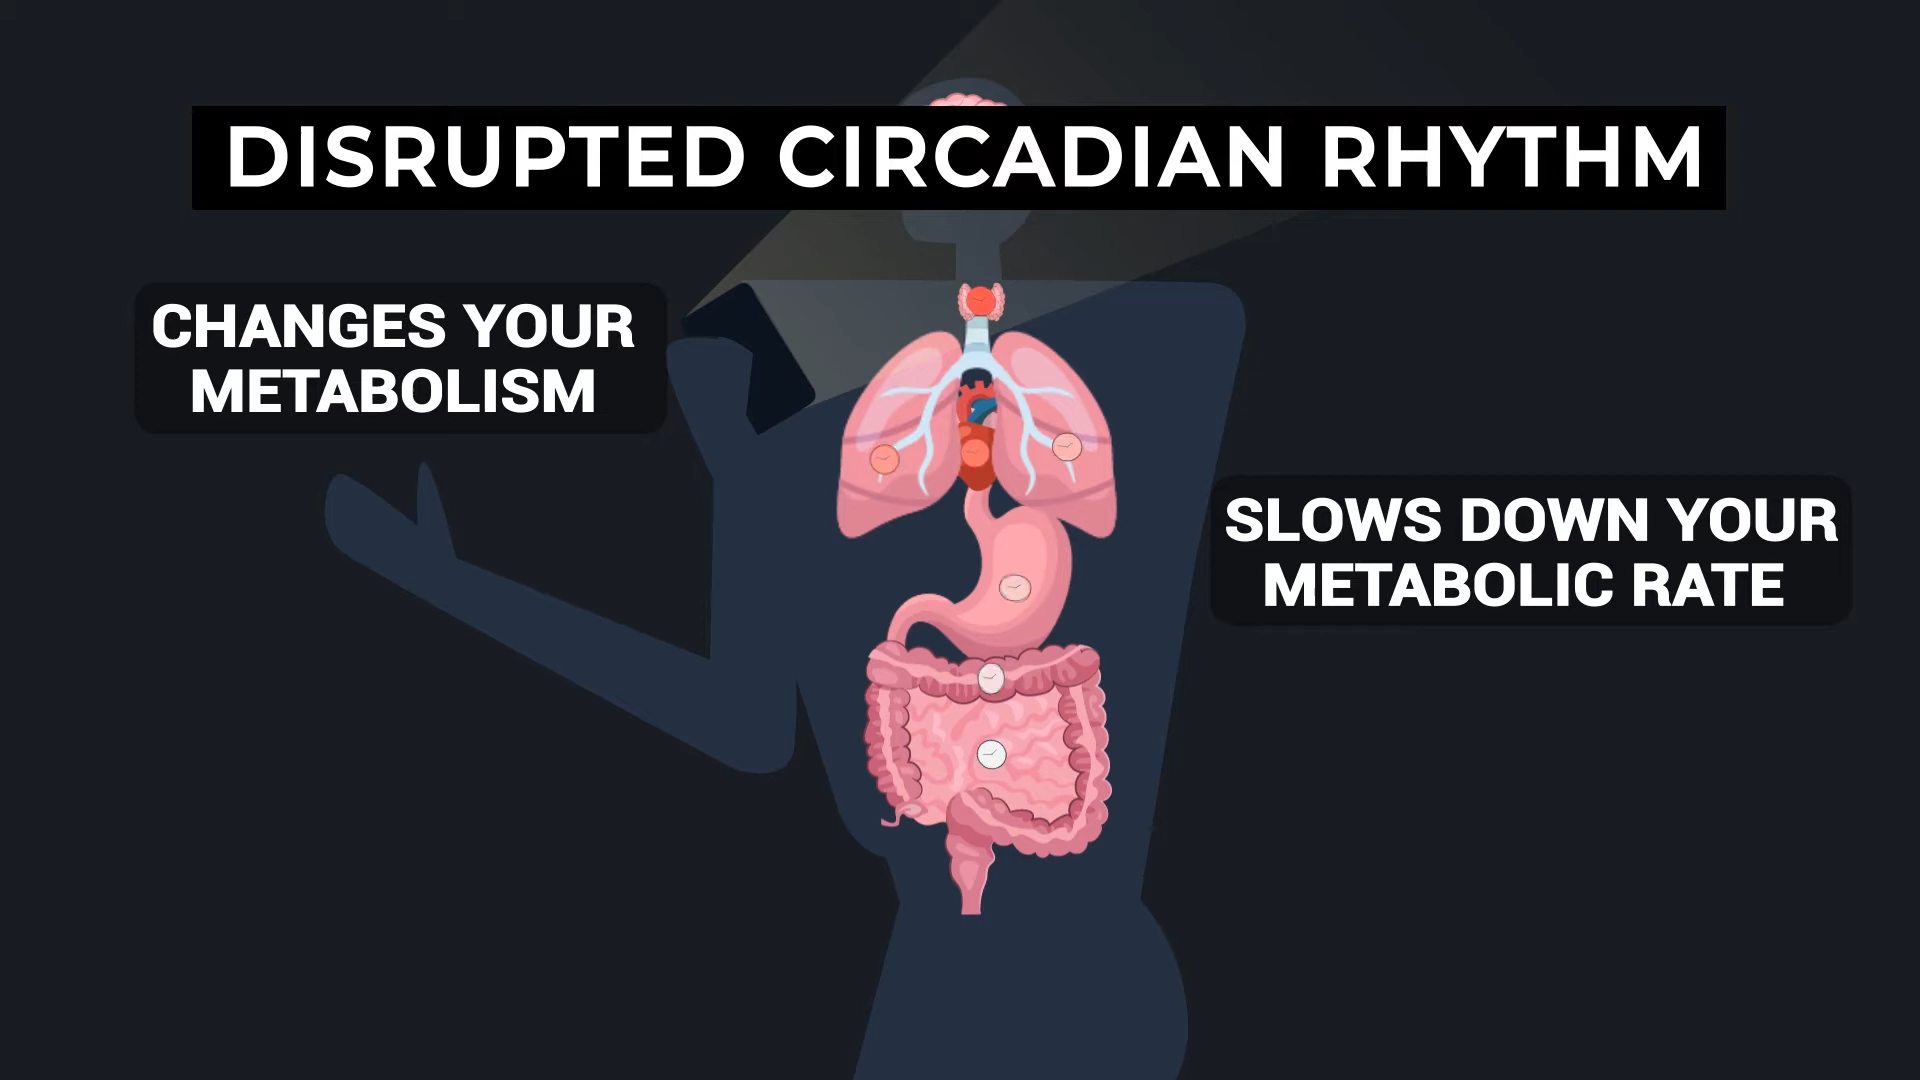 DISRUPTED CIRCADIAN RHYTHM
CHANGES YOUR
METABOLISM
SLOWS DOWN YOUR
METABOLIC RATE